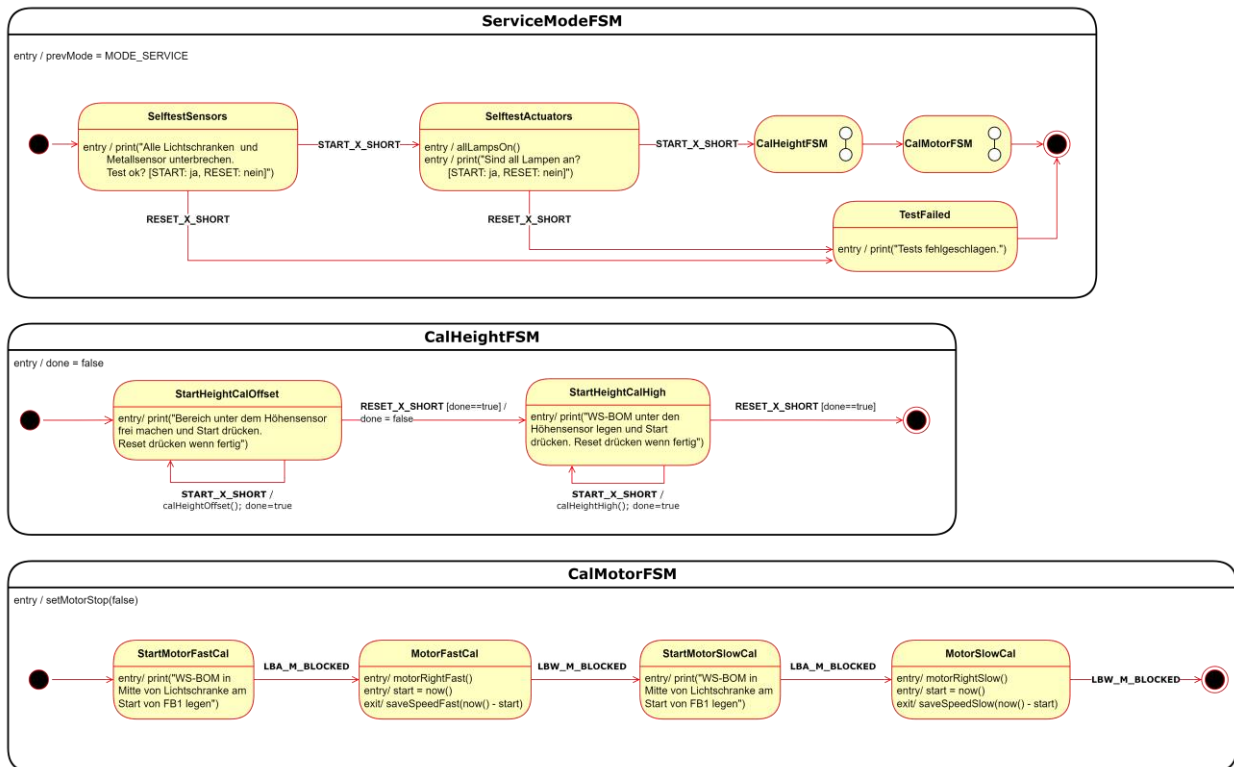 ServiceModeFSM
entry / prevMode = MODE_SERVICE
SelftestSensors
entry / print("Alle Lichtschranken und
Metallsensor unterbrechen.
Test ok? [START: ja, RESET: nein]")
START_X_SHORT
SelftestActuators
entry / allLampsOn()
entry / print("Sind all Lampen an?
[START: ja, RESET: nein]")
START_X_SHORT
CalHeightFSM
CalMotorFSM
RESET_X_SHORT
RESET_X_SHORT
TestFailed
entry / print("Tests fehlgeschlagen.")
CalHeightFSM
entry / done = false
StartHeightCalOffset
entry/ print("Bereich unter dem Höhensensor
frei machen und Start drücken.
Reset drücken wenn fertig")
RESET_X_SHORT [done==true] /
done = false
StartHeightCalHigh
entry/ print("WS-BOM unter den
Höhensensor legen und Start
drücken. Reset drücken wenn fertig")
RESET_X_SHORT [done==true]
START_X_SHORT /
calHeightOffset(); done=true
START_X_SHORT /
calHeightHigh(); done=true
CalMotorFSM
entry / setMotorStop(false)
StartMotorFastCal
entry/ print("WS-BOM in
Mitte von Lichtschranke am
Start von FB1 legen")
LBA_M_BLOCKED
MotorFastCal
entry/ motorRightFast()
entry/ start = now()
exit/ saveSpeedFast(now() - start)
LBW_M_BLOCKED
StartMotorSlowCal
entry/ print("WS-BOM in
Mitte von Lichtschranke am
Start von FB1 legen")
LBA_M_BLOCKED
MotorSlowCal
entry/ motorRightSlow()
entry/ start = now()
exit/ saveSpeedSlow(now() - start)
LBW_M_BLOCKED